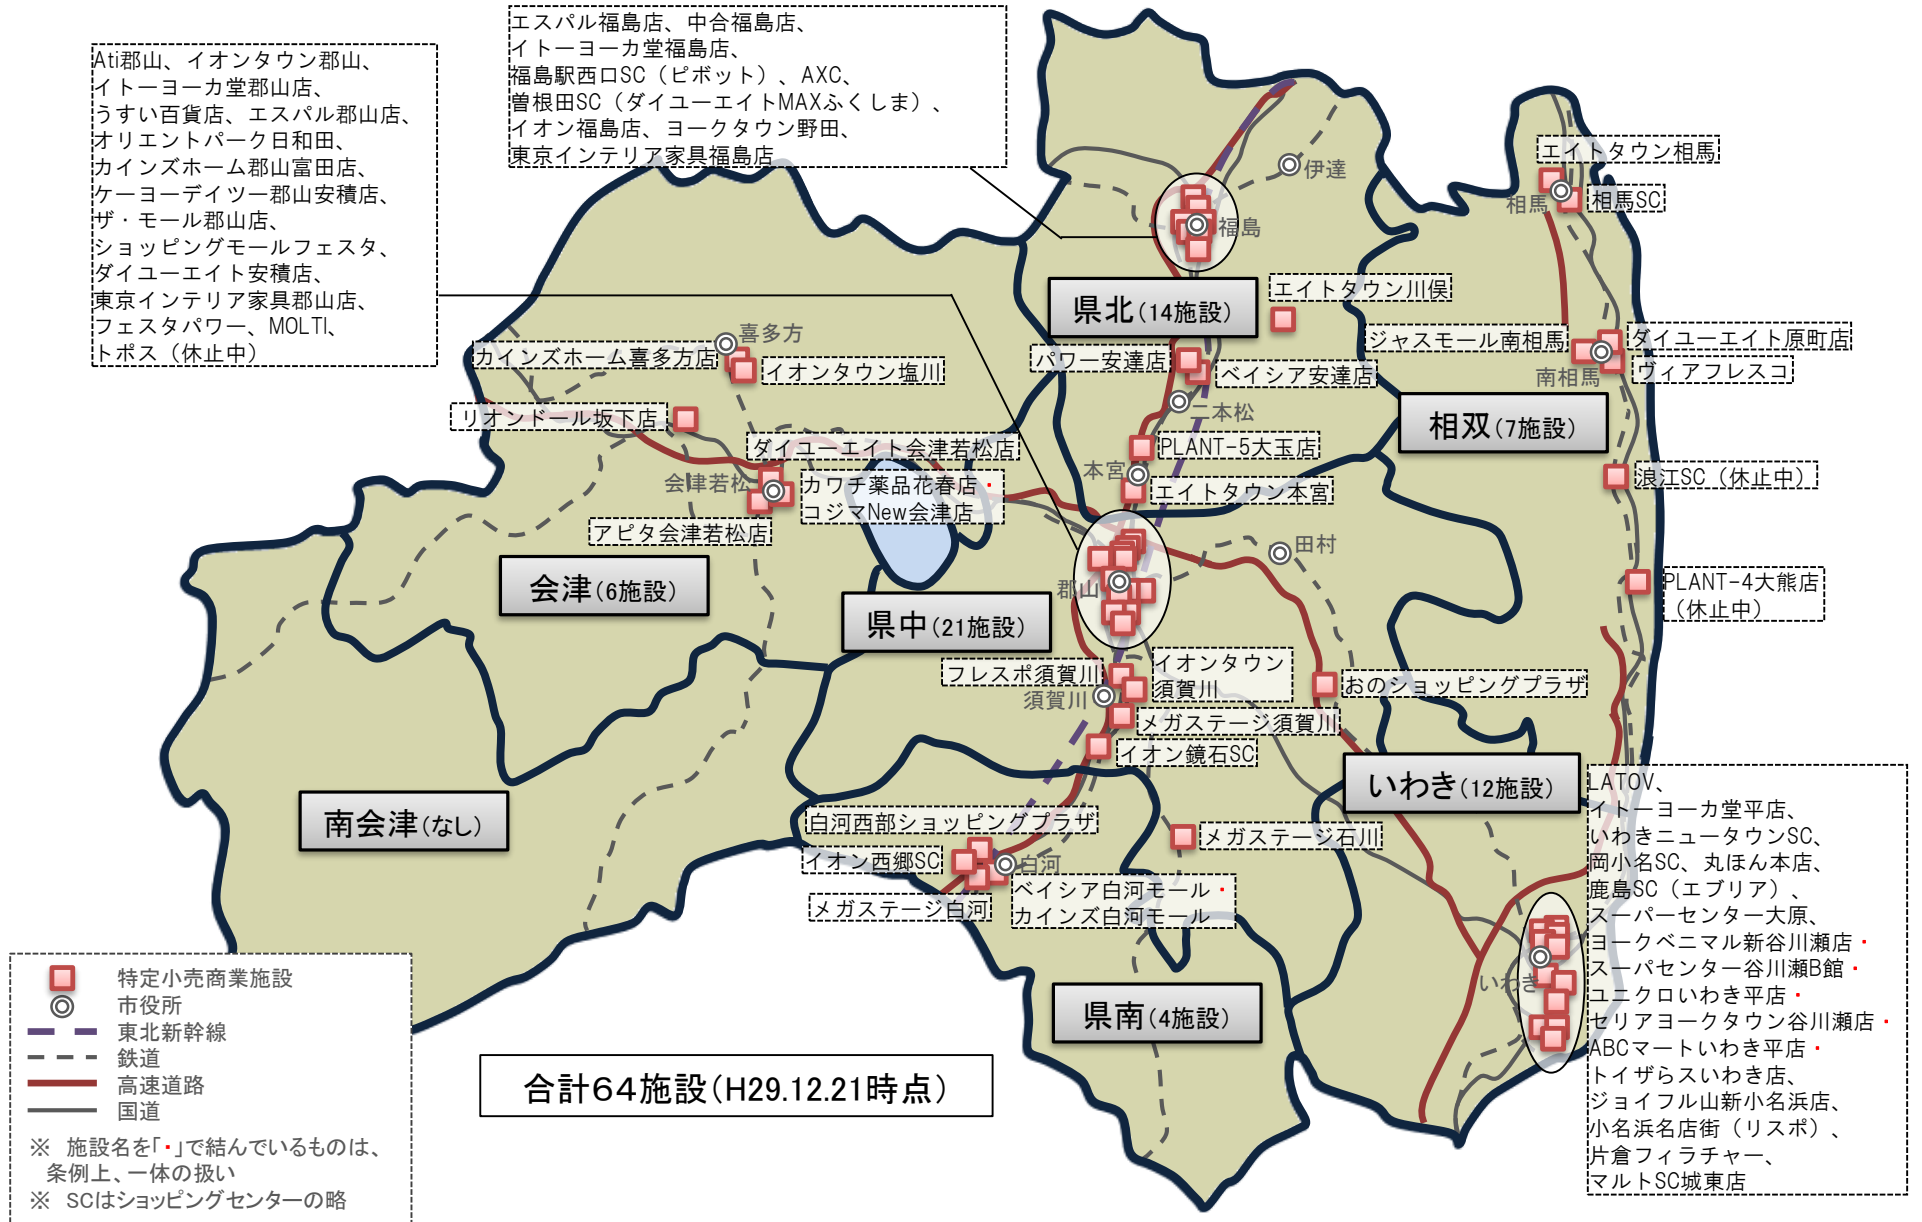 エスパル福島店、中合福島店、
イトーヨーカ堂福島店、
福島駅西口SC（ピボット）、AXC、
曽根田SC（ダイユーエイトMAXふくしま）、
イオン福島店、ヨークタウン野田、
東京インテリア家具福島店
Ati郡山、イオンタウン郡山、
イトーヨーカ堂郡山店、
うすい百貨店、エスパル郡山店、
オリエントパーク日和田、
カインズホーム郡山富田店、
ケーヨーデイツー郡山安積店、
ザ・モール郡山店、
ショッピングモールフェスタ、
ダイユーエイト安積店、
東京インテリア家具郡山店、
フェスタパワー、MOLTI、
トポス（休止中）
伊達
福島
エイトタウン相馬
相馬
相馬SC
県北(14施設)
エイトタウン川俣
パワー安達店
ベイシア安達店
二本松
PLANT-5大玉店
本宮
エイトタウン本宮
ジャスモール南相馬
ダイユーエイト原町店
南相馬
ヴィアフレスコ
相双(7施設)
浪江SC（休止中）
PLANT-4大熊店
（休止中）
喜多方
カインズホーム喜多方店
イオンタウン塩川
リオンドール坂下店
ダイユーエイト会津若松店
会津若松
カワチ薬品花春店・
コジマNew会津店
アピタ会津若松店
会津(6施設)
県中(21施設)
郡山
田村
フレスポ須賀川
イオンタウン
須賀川
須賀川
メガステージ須賀川
イオン鏡石SC
おのショッピングプラザ
南会津(なし)
白河西部ショッピングプラザ
イオン西郷SC
白河
メガステージ白河
ベイシア白河モール・
カインズ白河モール
メガステージ石川
県南(4施設)
いわき(12施設)
いわき
LATOV、
イトーヨーカ堂平店、
いわきニュータウンSC、
岡小名SC、丸ほん本店、
鹿島SC（エブリア）、
スーパーセンター大原、
ヨークベニマル新谷川瀬店・
スーパセンター谷川瀬B館・
ユニクロいわき平店・
セリアヨークタウン谷川瀬店・
ABCマートいわき平店・
トイザらスいわき店、
ジョイフル山新小名浜店、
小名浜名店街（リスポ）、
片倉フィラチャー、
マルトSC城東店
合計64施設(H29.12.21時点)
特定小売商業施設
市役所
東北新幹線
鉄道
高速道路
国道
※ 施設名を「・」で結んでいるものは、
条例上、一体の扱い
※ SCはショッピングセンターの略